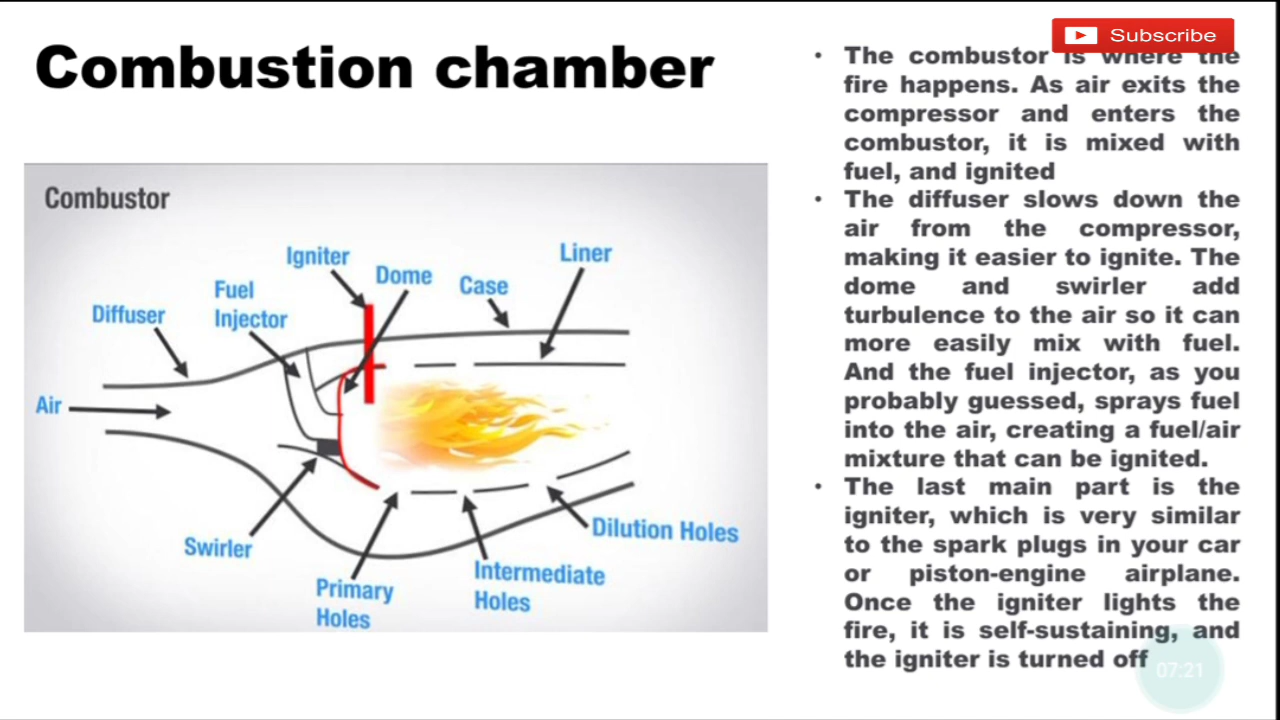 Subscribe
Combustion chamber
Combustor
Igniter
Liner
Dome
Case
Fuel
Injector
Diffuser
Air
Swirler
Primary
Holes
Intermediate
Holes
Dilution Holes
• The combustor is where the
fire happens. As air exits the
compressor and enters the
combustor, it is mixed with
fuel, and ignited
• The diffuser slows down the
air from the compressor,
making it easier to ignite. The
dome and swirler add
turbulence to the air so it can
more easily mix with fuel.
And the fuel injector, as you
probably guessed, sprays fuel
into the air, creating a fuel/air
mixture that can be ignited.
• The last main part is the
igniter, which is very similar
to the spark plugs in your car
or piston-engine airplane.
Once the igniter lights the
fire, it is self-sustaining, and
the igniter is turned off
07:21